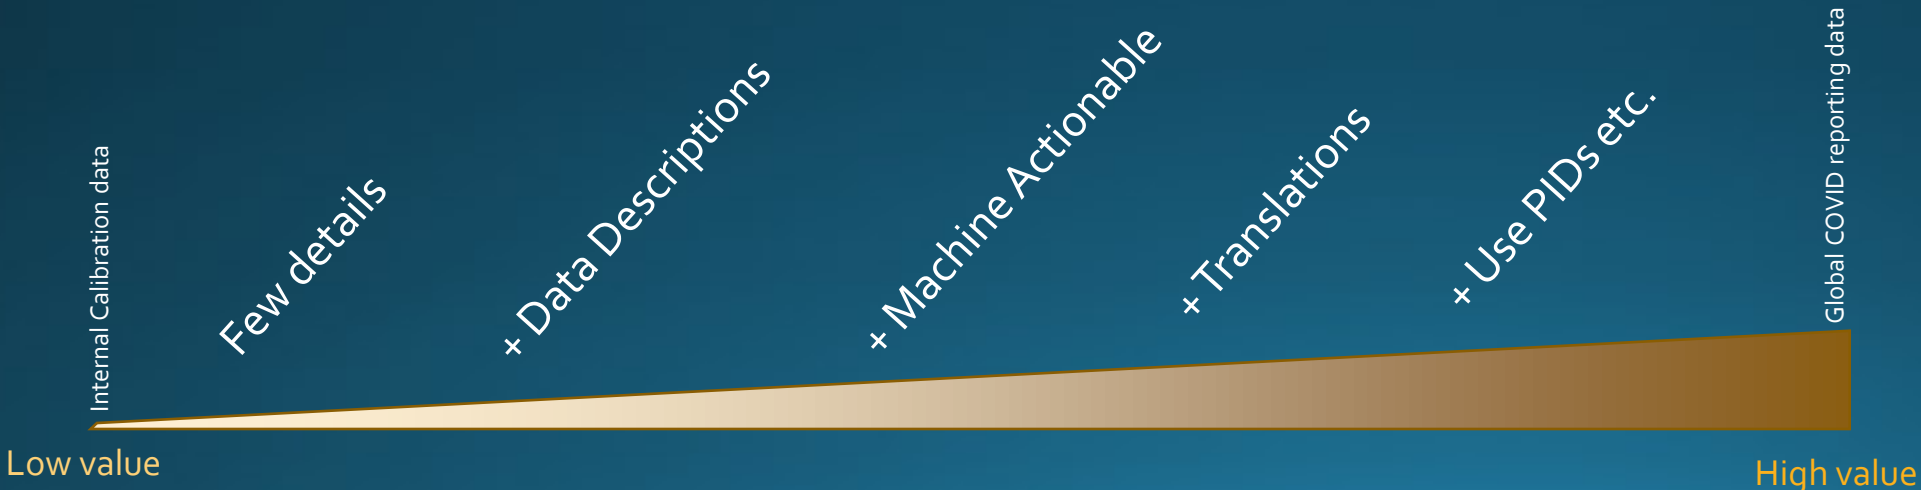 Internal Calibration data
Few details
+ Data Descriptions
+ Machine Actionable
+ Translations
+ Use PIDs etc.
Global COVID reporting data
Low value
High value